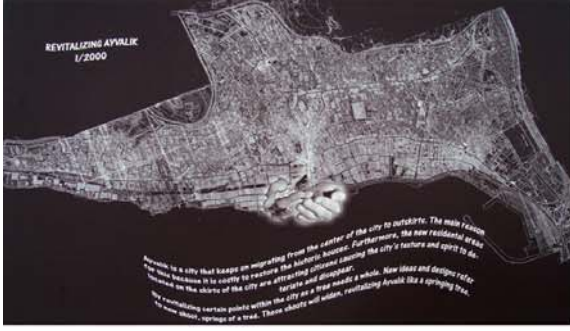 REVITALIZING AYVALIK
1/2000
Ayvalık is a city that keeps on migrating from the center of the city to outskirts. The main reason
for this because it is costly to restore the historic houses. Furthermore, the new residential areas
located on the skirts of the city are attracting citizens causing the city's texture and spirit to de-
teriate and disappear.
By revitalizing certain points within the city as a tree needs a whole. New ideas and designs refer
to new shoot, springs of a tree. These shoots will widen, revitalizing Ayvalık like a springing tree.